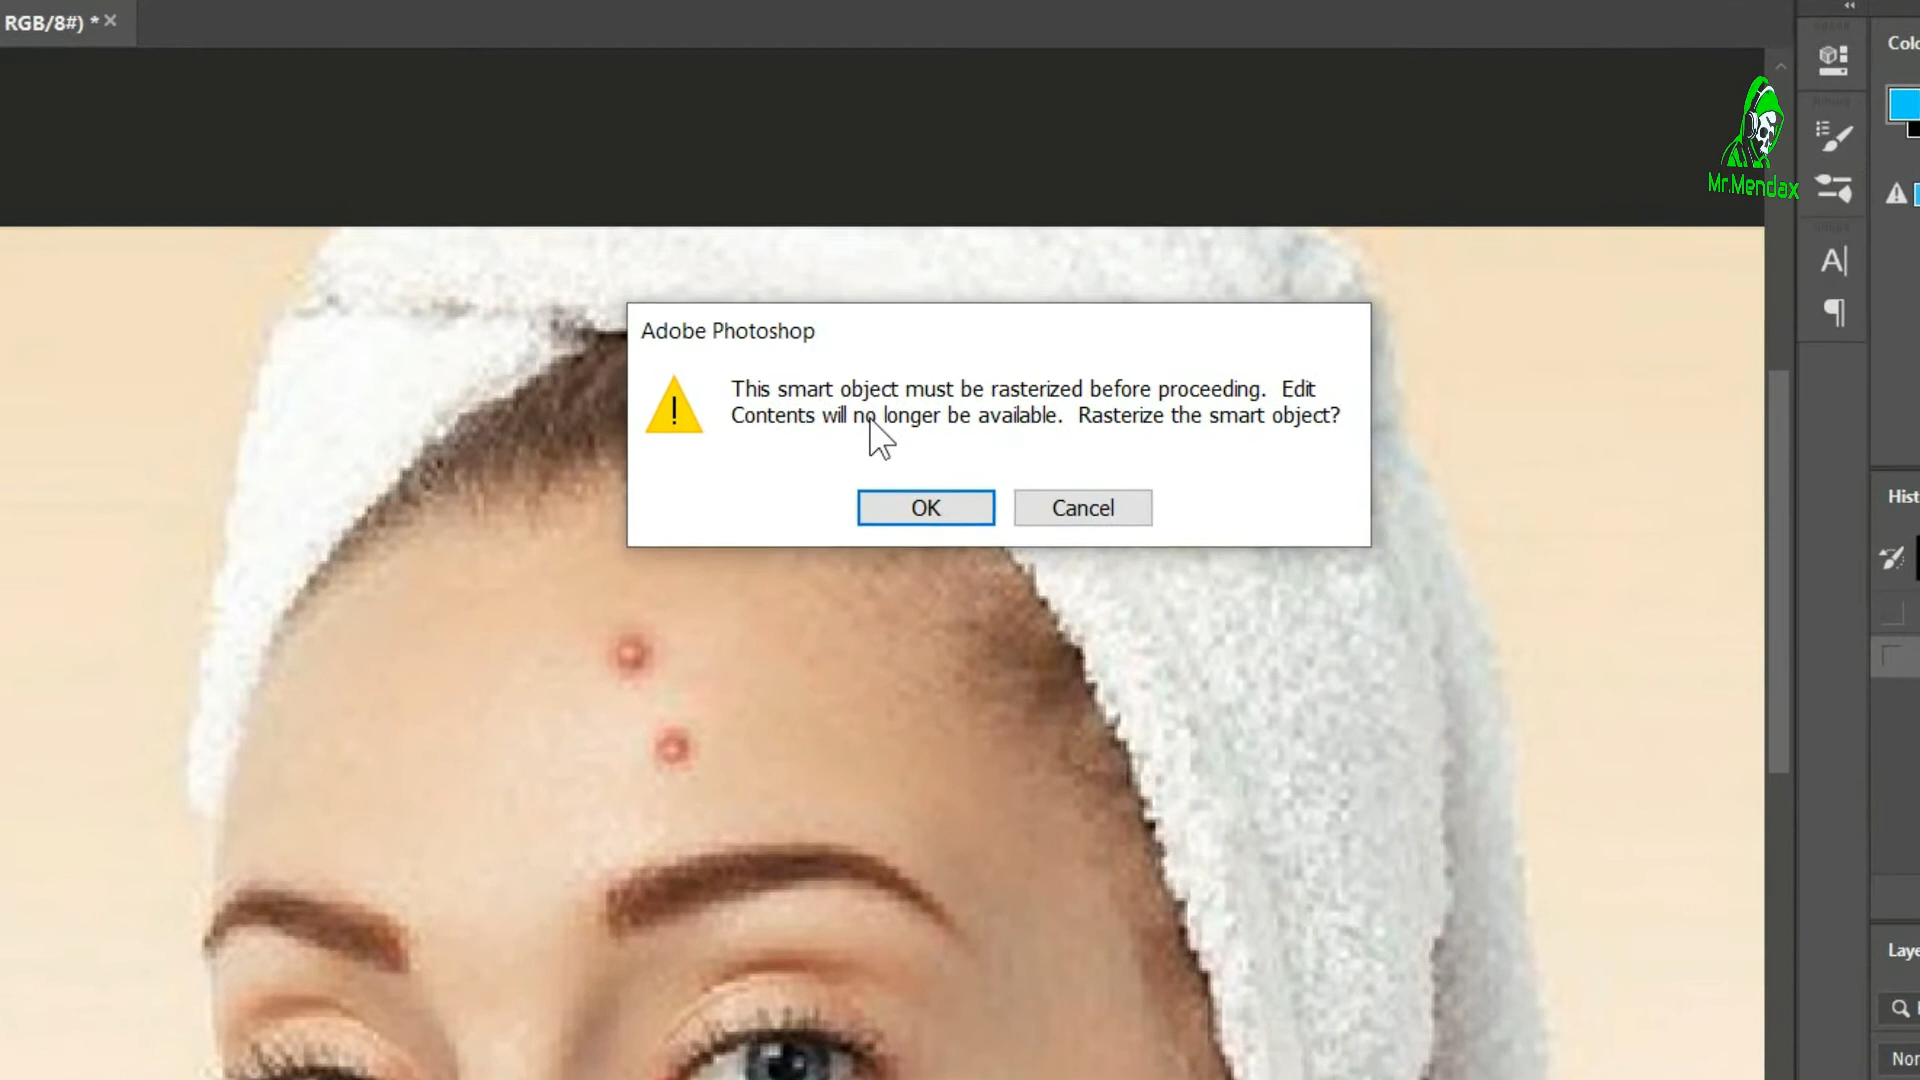 RGB/8#) *
Colo
Mr.Mendax
Adobe Photoshop
This smart object must be rasterized before proceeding. Edit
Contents will no longer be available. Rasterize the smart object?
OK
Cancel
Hist
Laye
Nor